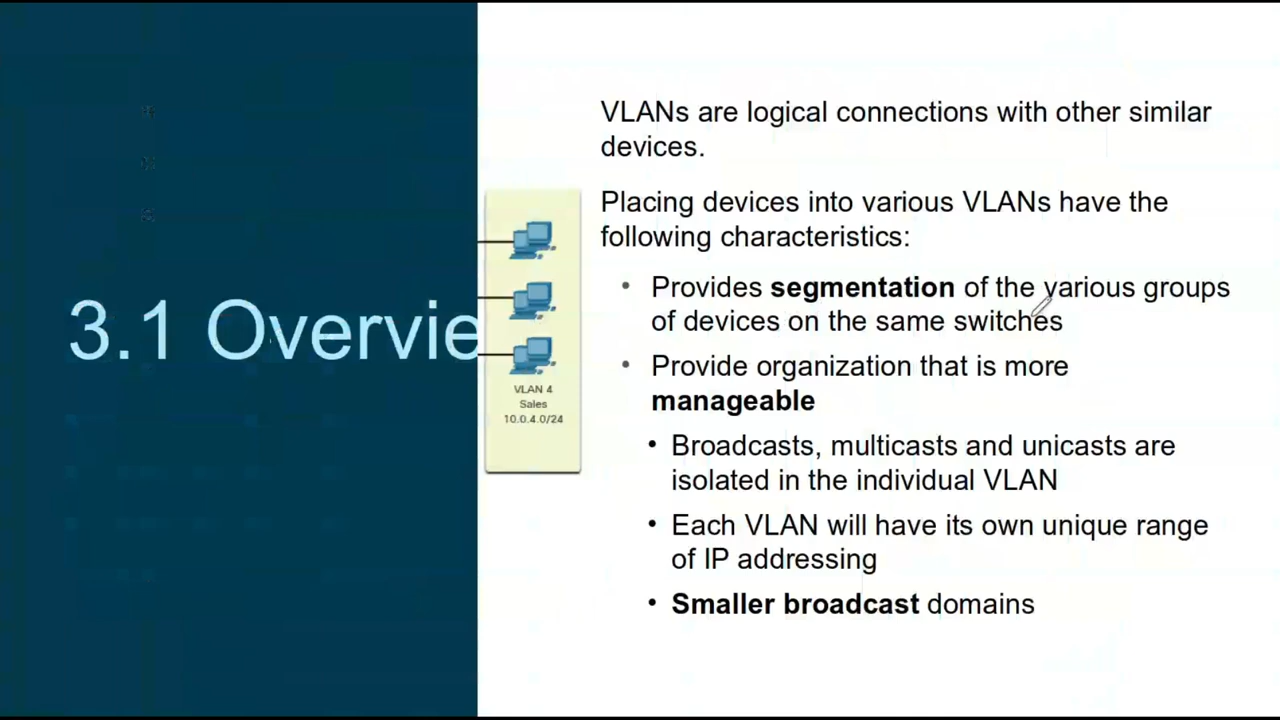 3.1 Overvie
VLAN 4
Sales
10.0.4.0/24
VLANs are logical connections with other similar
devices.
Placing devices into various VLANs have the
following characteristics:
• Provides segmentation of the various groups
of devices on the same switches
• Provide organization that is more
manageable
• Broadcasts, multicasts and unicasts are
isolated in the individual VLAN
• Each VLAN will have its own unique range
of IP addressing
• Smaller broadcast domains